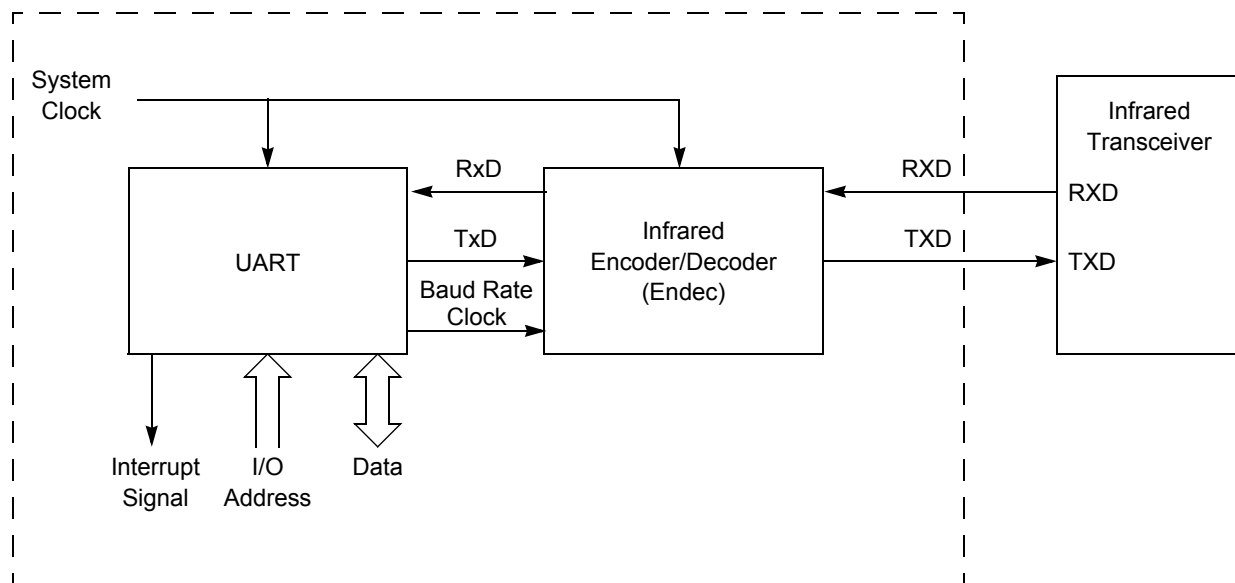 System
Clock
Infrared
Transceiver
RxD
RXD
RXD
UART
TxD
Infrared
Encoder/Decoder
(Endec)
TXD
TXD
Baud Rate
Clock
Interrupt
Signal
I/O
Address
Data